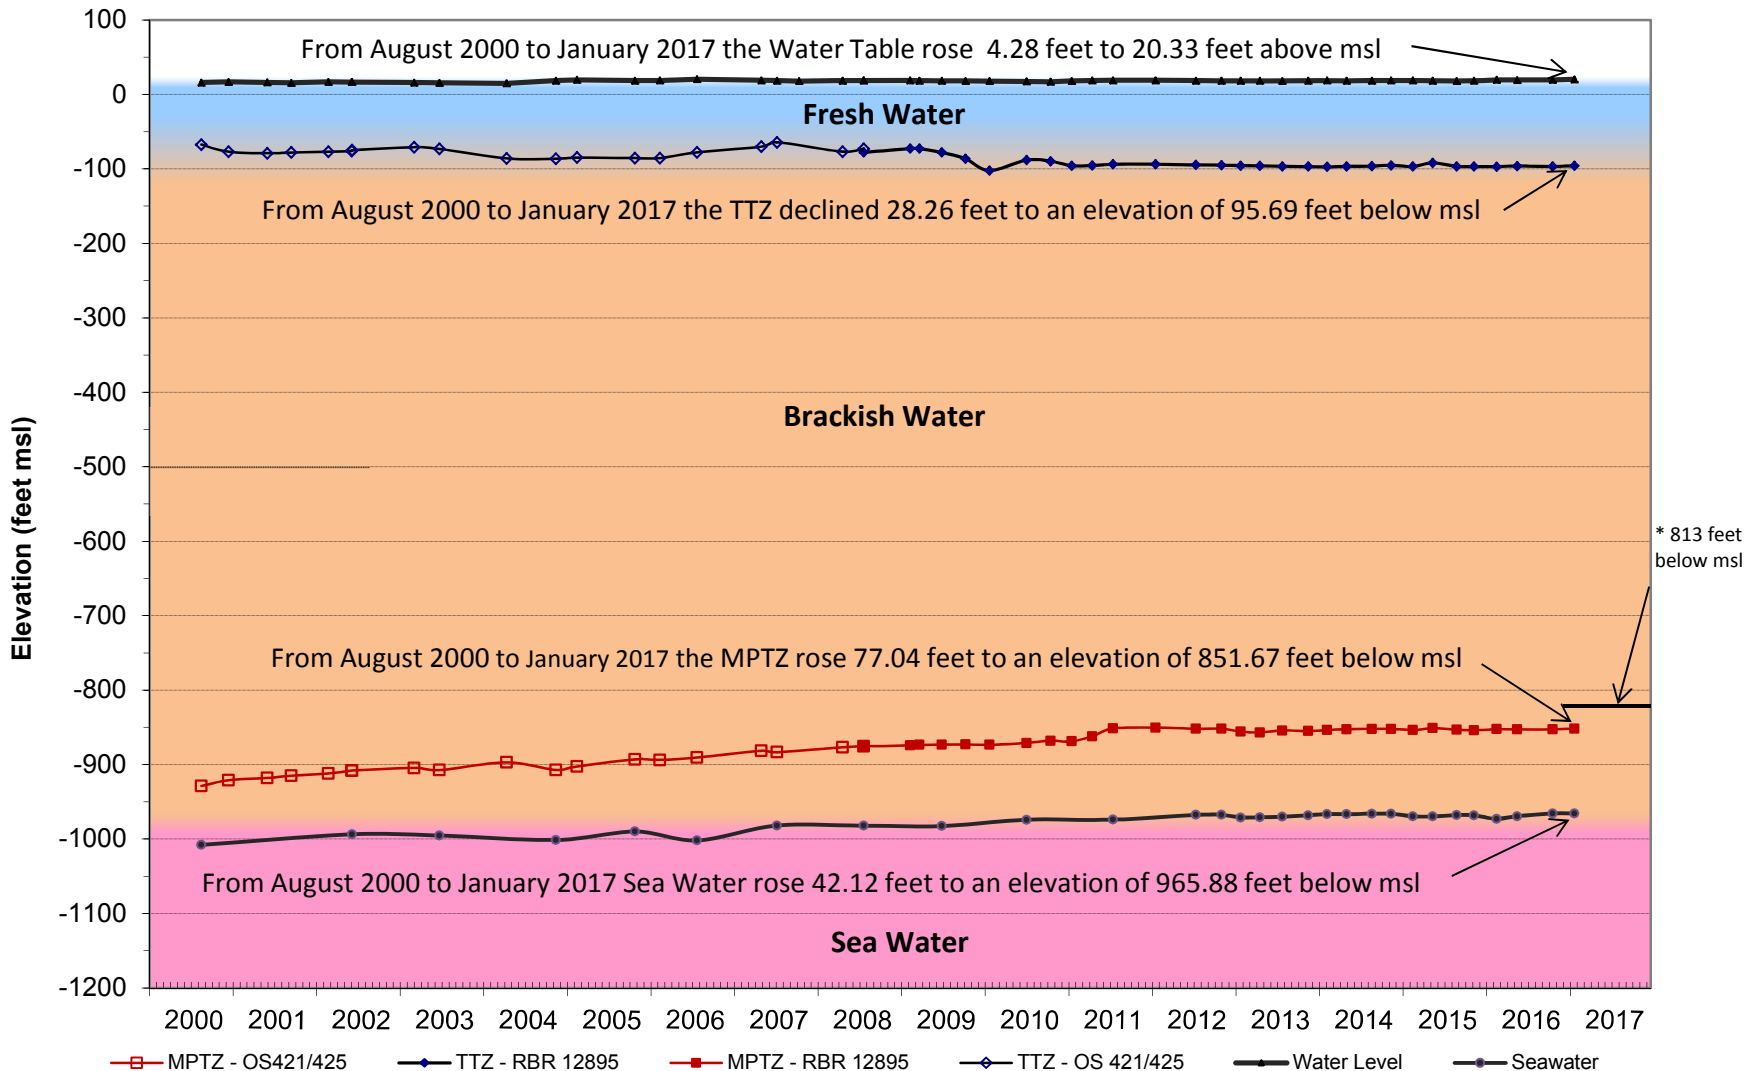 100
From August 2000 to January 2017 the Water Table rose 4.28 feet to 20.33 feet above msl
0
Fresh Water
-100
From August 2000 to January 2017 the TTZ declined 28.26 feet to an elevation of 95.69 feet below msl
-200
-300
-400
Brackish Water
-500
Elevation (feet msl)
* 813 feet
below msl
-600
-700
From August 2000 to January 2017 the MPTZ rose 77.04 feet to an elevation of 851.67 feet below msl
-800
-900
-1000
From August 2000 to January 2017 Sea Water rose 42.12 feet to an elevation of 965.88 feet below msl
-1100
Sea Water
-1200
2000 2001 2002 2003 2004 2005 2006 2007 2008 2009 2010 2011 2012 2013 2014 2015 2016 2017
MPTZ - OS421/425 TTZ - RBR 12895 MPTZ - RBR 12895 TTZ - OS 421/425 Water Level Seawater